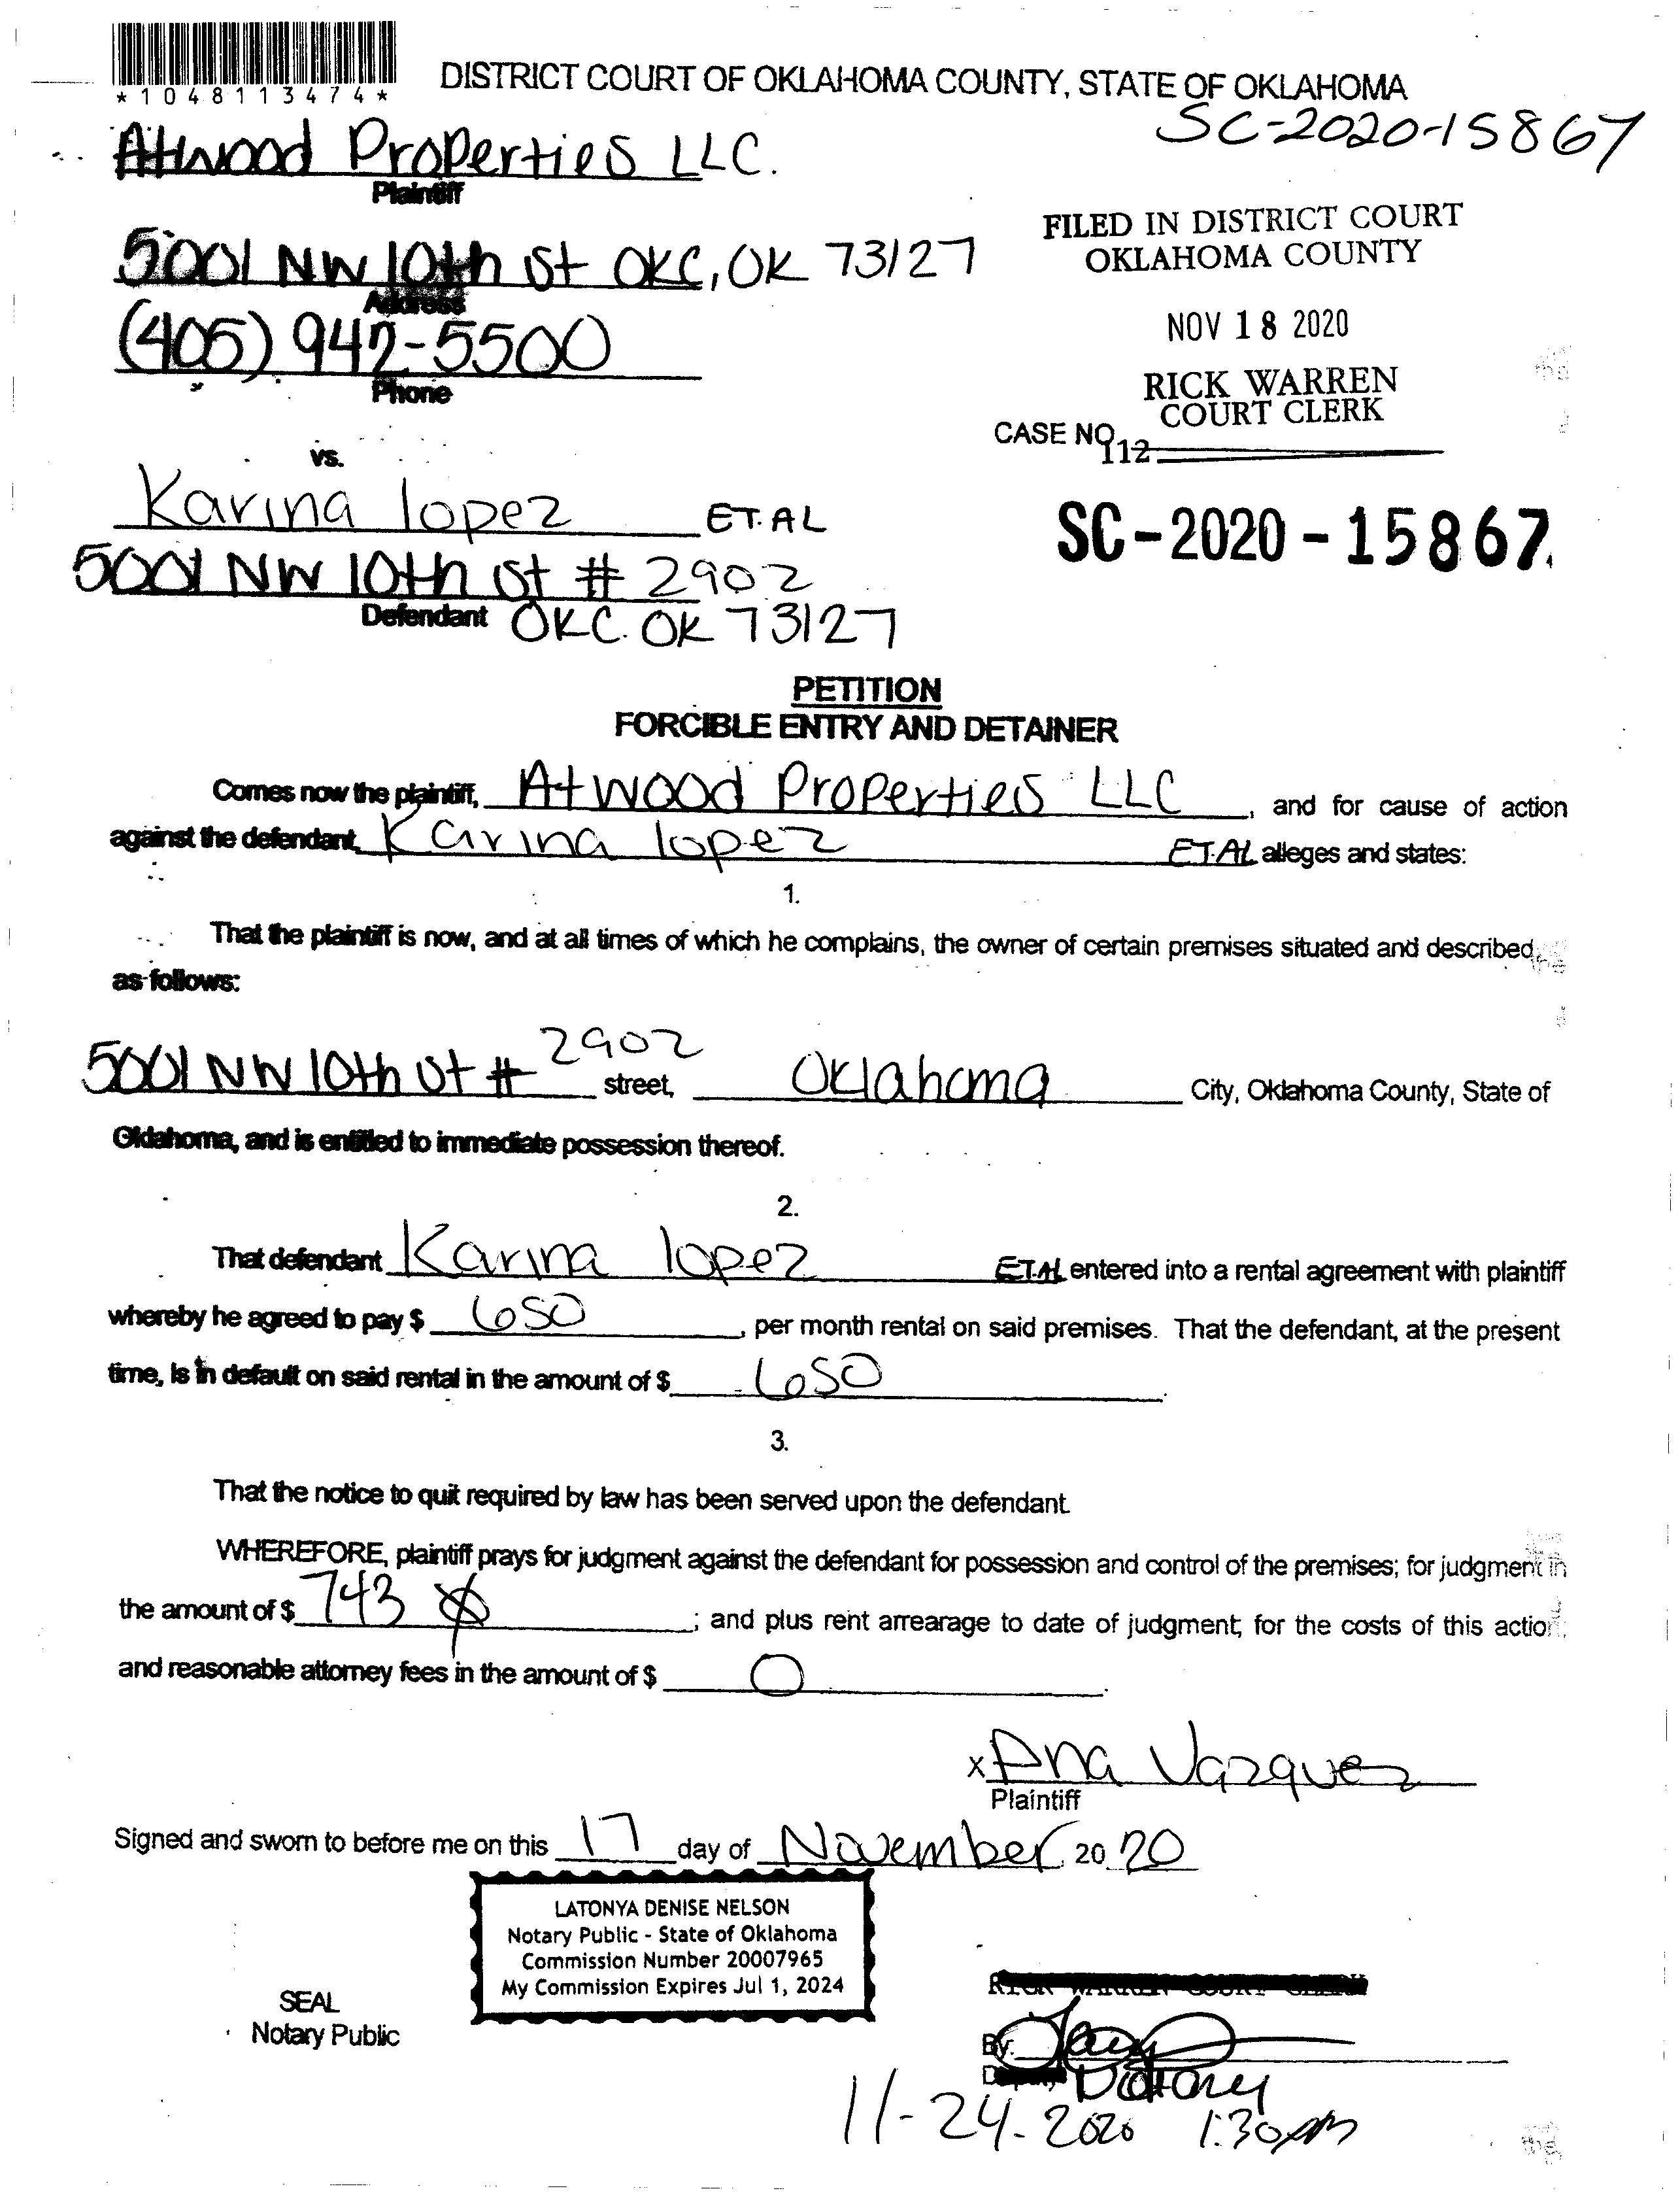 *1048113474*
DISTRICT COURT OF OKLAHOMA COUNTY, STATE OF OKLAHOMA
SC-2020-15867
Atwood Properties LLC.
Plaintiff
5001 NW 10th St OKC, OK 73127
Address
(405) 942-5500
Phone
FILED IN DISTRICT COURT
OKLAHOMA COUNTY
NOV 18 2020
RICK WARREN
COURT CLERK
CASE NO.
112
vs.
Karina lopez ET.AL
5001 NW 10th St # 2902
Defendant OKC. OK 73127
SC-2020-15867
PETITION
FORCIBLE ENTRY AND DETAINER
Comes now the plaintiff, Atwood Properties LLC, and for cause of action
against the defendant, Karina lopez ET.AL alleges and states:
1.
That the plaintiff is now, and at all times of which he complains, the owner of certain premises situated and described,
as follows:
5001 NW 10th St # 2902 street, Oklahoma City, Oklahoma County, State of
Oklahoma, and is entitled to immediate possession thereof.
2.
That defendant Karina lopez ET.AL entered into a rental agreement with plaintiff
whereby he agreed to pay $ 650, per month rental on said premises. That the defendant, at the present
time, is in default on said rental in the amount of $ 650.
3.
That the notice to quit required by law has been served upon the defendant.
WHEREFORE, plaintiff prays for judgment against the defendant for possession and control of the premises; for judgment in
the amount of $ 743; and plus rent arrearage to date of judgment; for the costs of this action;
and reasonable attorney fees in the amount of $ 0.
x Ana Vazquez
Plaintiff
Signed and sworn to before me on this 17 day of November, 2020
LATONYA DENISE NELSON
Notary Public - State of Oklahoma
Commission Number 20007965
My Commission Expires Jul 1, 2024
SEAL
Notary Public
RICK WARREN COURT CLERK
By:
Notary
11-24-2020 1:30pm